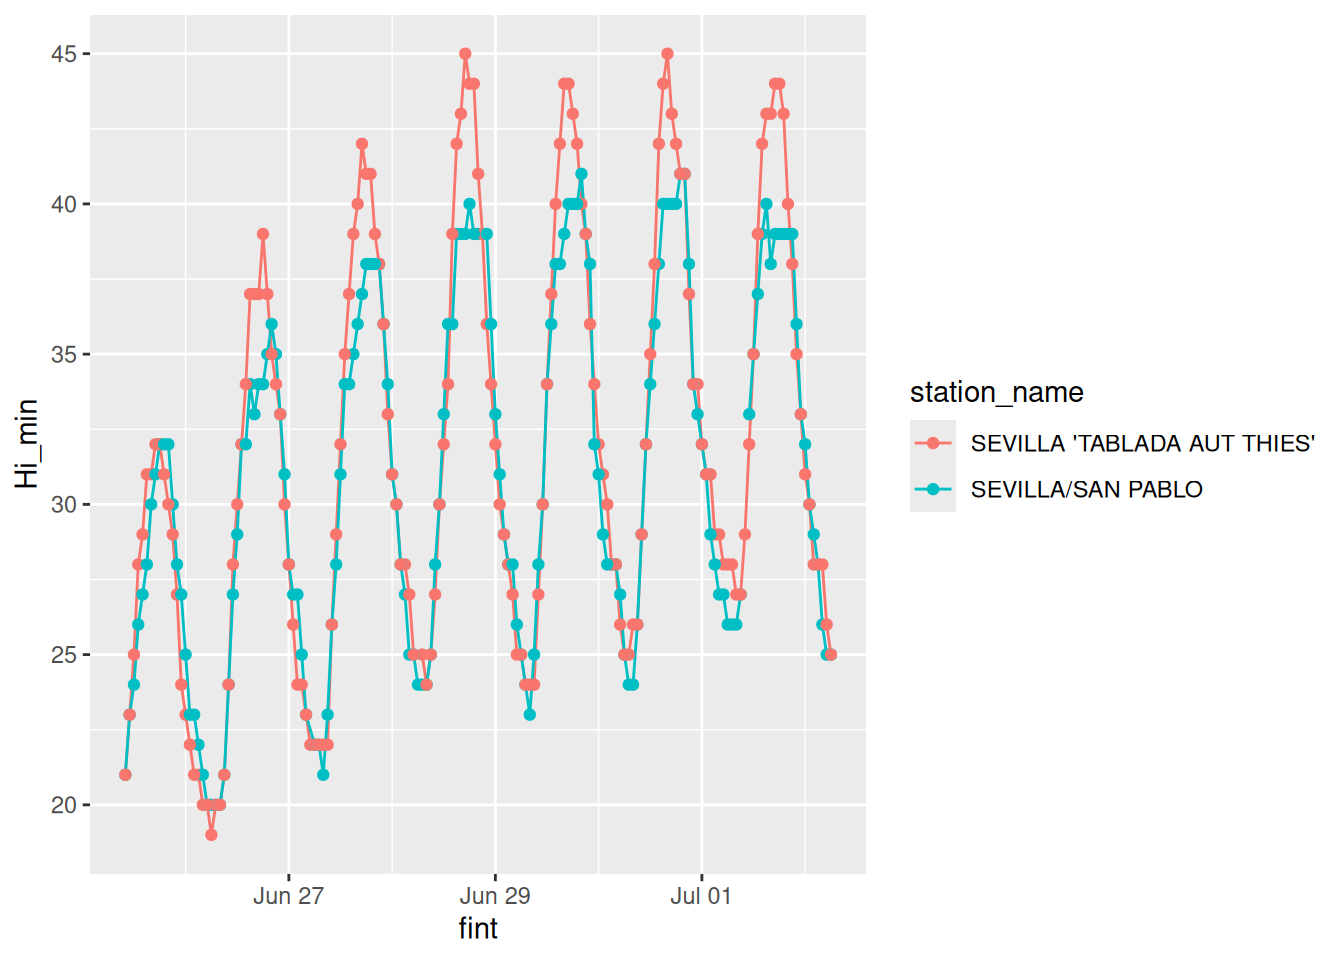 45
40
35
30
25
20
Hi_min
Jun 27
Jun 29
Jul 01
fint
station_name
SEVILLA 'TABLADA AUT THIES'
SEVILLA/SAN PABLO